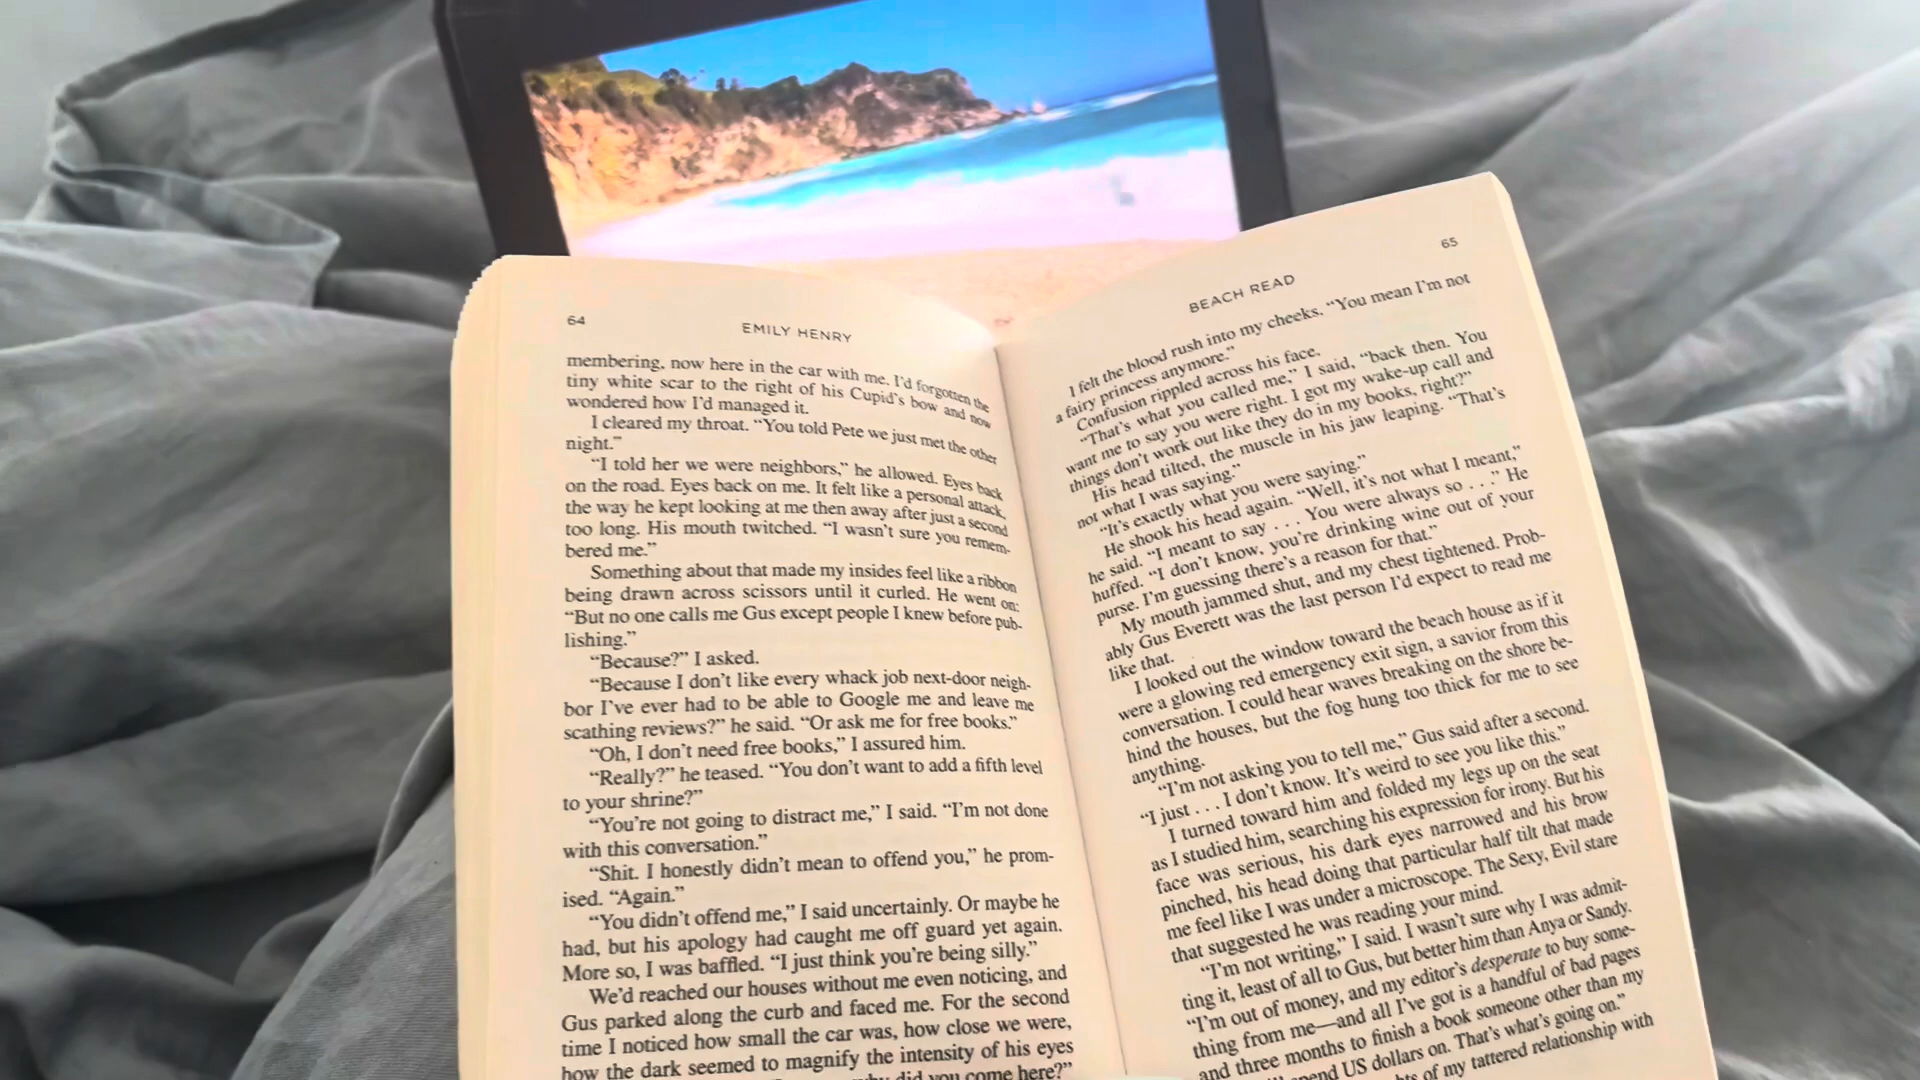 64
EMILY HENRY
membering, now here in the car with me. I'd forgotten the
tiny white scar to the right of his Cupid's bow and now
wondered how I'd managed it.
I cleared my throat. “You told Pete we just met the other
night.”
“I told her we were neighbors,” he allowed. Eyes back
on the road. Eyes back on me. It felt like a personal attack,
the way he kept looking at me then away after just a second
too long. His mouth twitched. “I wasn't sure you remem-
bered me.”
Something about that made my insides feel like a ribbon
being drawn across scissors until it curled. He went on:
“But no one calls me Gus except people I knew before pub-
lishing.”
“Because?” I asked.
“Because I don't like every whack job next-door neigh-
bor I've ever had to be able to Google me and leave me
scathing reviews?” he said. “Or ask me for free books.”
“Oh, I don't need free books,” I assured him.
“Really?” he teased. “You don't want to add a fifth level
to your shrine?”
“You're not going to distract me,” I said. “I'm not done
with this conversation.”
“Shit. I honestly didn't mean to offend you,” he prom-
ised. “Again.”
“You didn't offend me,” I said uncertainly. Or maybe he
had, but his apology had caught me off guard yet again.
More so, I was baffled. “I just think you're being silly.”
We'd reached our houses without me even noticing, and
Gus parked along the curb and faced me. For the second
time I noticed how small the car was, how close we were,
how the dark seemed to magnify the intensity of his eyes
why did you come here?”
65
BEACH READ
I felt the blood rush into my cheeks. “You mean I'm not
a fairy princess anymore.”
Confusion rippled across his face.
“That's what you called me,” I said, “back then. You
want me to say you were right. I got my wake-up call and
things don't work out like they do in my books, right?”
His head tilted, the muscle in his jaw leaping. “That's
not what I was saying.”
“It's exactly what you were saying.”
He shook his head again. “Well, it's not what I meant,”
he said. “I meant to say . . . You were always so . . .” He
huffed. “I don't know, you're drinking wine out of your
purse. I'm guessing there's a reason for that.”
My mouth jammed shut, and my chest tightened. Prob-
ably Gus Everett was the last person I'd expect to read me
like that.
I looked out the window toward the beach house as if it
were a glowing red emergency exit sign, a savior from this
conversation. I could hear waves breaking on the shore be-
hind the houses, but the fog hung too thick for me to see
anything.
“I'm not asking you to tell me,” Gus said after a second.
“I just . . . I don't know. It's weird to see you like this.”
I turned toward him and folded my legs up on the seat
as I studied him, searching his expression for irony. But his
face was serious, his dark eyes narrowed and his brow
pinched, his head doing that particular half tilt that made
me feel like I was under a microscope. The Sexy, Evil stare
that suggested he was reading your mind.
“I'm not writing,” I said. I wasn't sure why I was admit-
ting it, least of all to Gus, but better him than Anya or Sandy.
“I'm out of money, and my editor's desperate to buy some-
thing from me—and all I've got is a handful of bad pages
and three months to finish a book someone other than my
spend US dollars on. That's what's going on.”
of my tattered relationship with